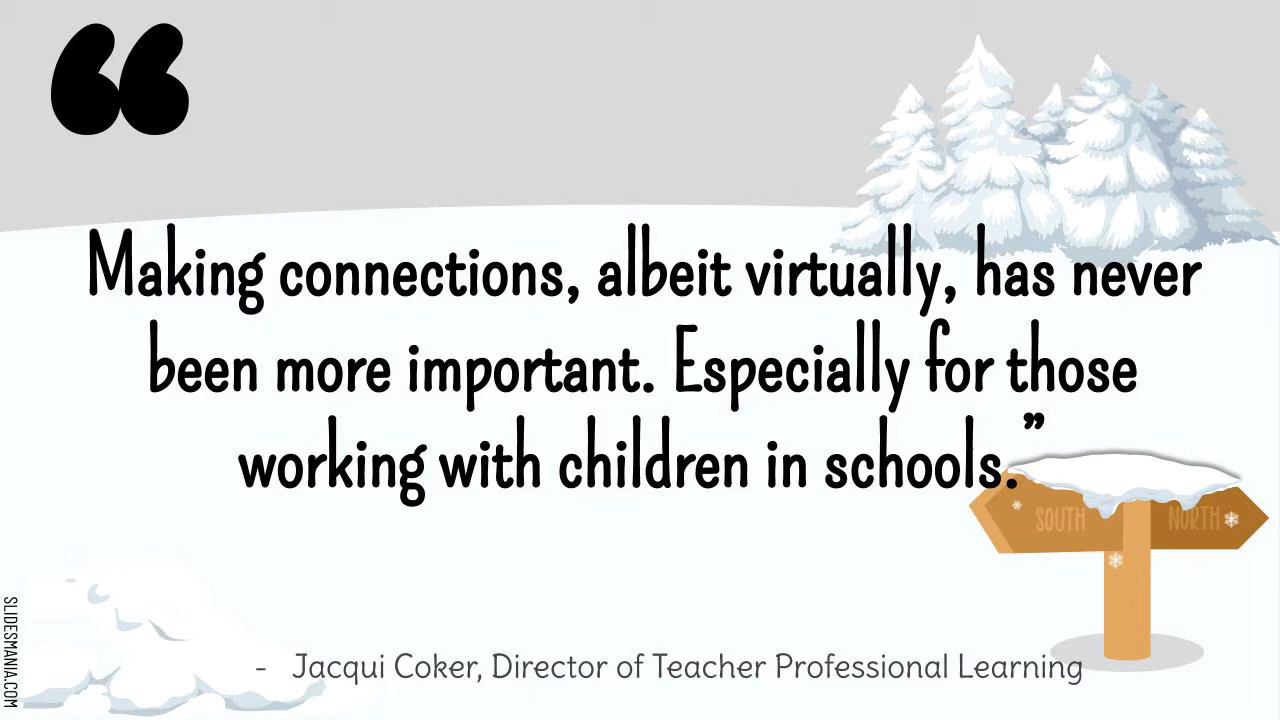 “
Making connections, albeit virtually, has never
been more important. Especially for those
working with children in schools.”
SOUTH
NORTH
- Jacqui Coker, Director of Teacher Professional Learning
SLIDESMANIA.COM